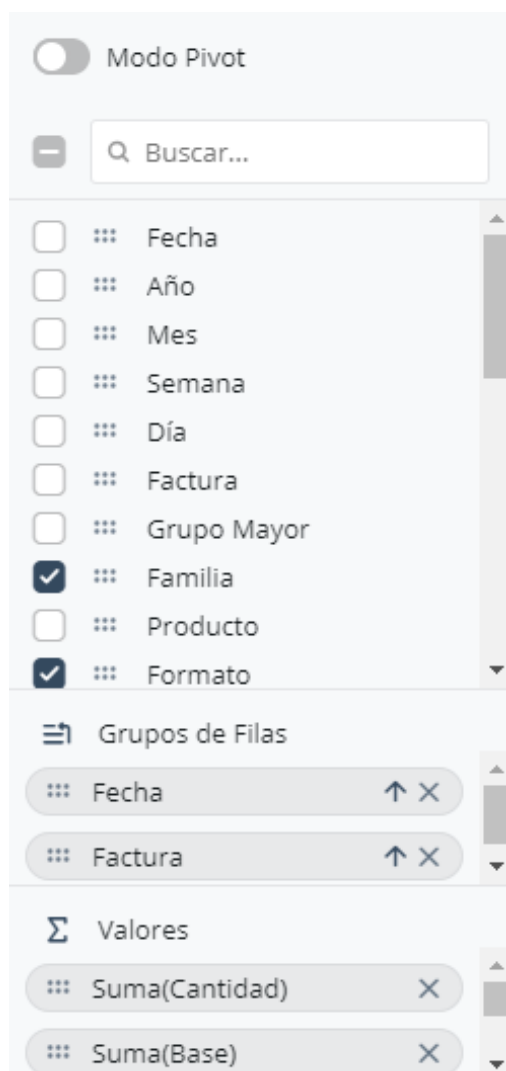 Modo Pivot
Buscar...
Fecha
Año
Mes
Semana
Día
Factura
Grupo Mayor
Familia
Producto
Formato
Grupos de Filas
Fecha
Factura
Valores
Suma(Cantidad)
Suma(Base)